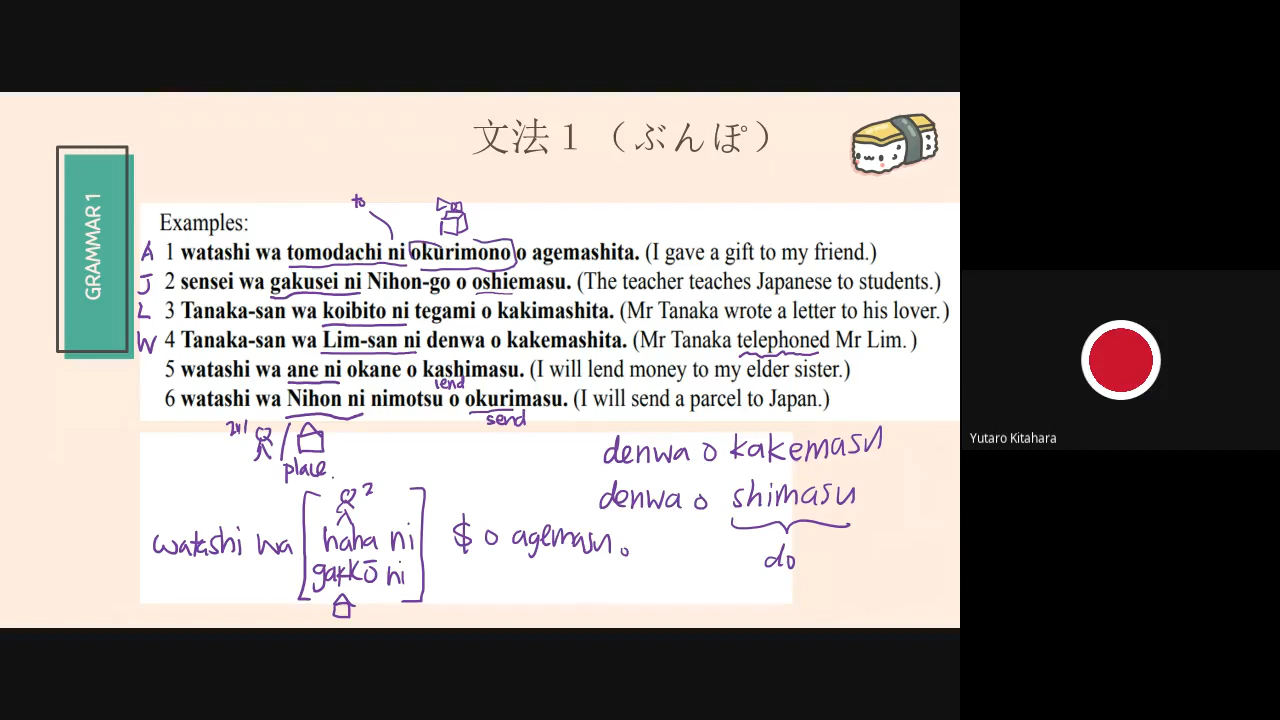 文法１（ぶんぽ）
GRAMMAR 1
to
Examples:
A 1 watashi wa tomodachi ni okurimono o agemashita. (I gave a gift to my friend.)
J 2 sensei wa gakusei ni Nihon-go o oshiemasu. (The teacher teaches Japanese to students.)
L 3 Tanaka-san wa koibito ni tegami o kakimashita. (Mr Tanaka wrote a letter to his lover.)
W 4 Tanaka-san wa Lim-san ni denwa o kakemashita. (Mr Tanaka telephoned Mr Lim. )
5 watashi wa ane ni okane o kashimasu. (I will lend money to my elder sister.)
lend
6 watashi wa Nihon ni nimotsu o okurimasu. (I will send a parcel to Japan.)
send
place.
denwa o kakemasu
denwa o shimasu
do
2
watashi wa haha ni $ o agemasu。
gakkō ni
Yutaro Kitahara